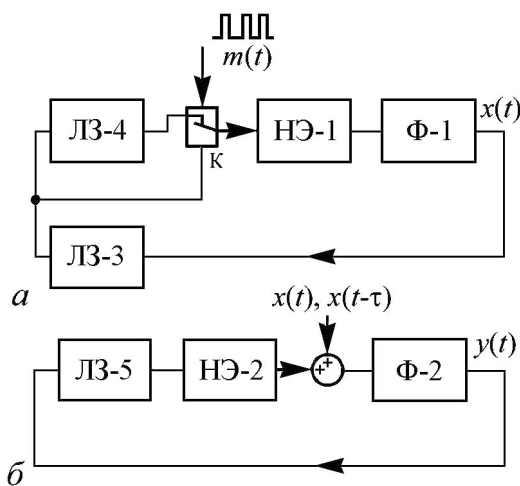 m(t)
ЛЗ-4
К
НЭ-1
Ф-1
x(t)
ЛЗ-3
а
x(t), x(t-τ)
ЛЗ-5
НЭ-2
++
Ф-2
y(t)
б